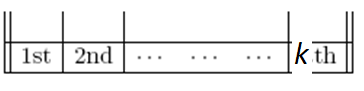 1st 2nd ⋯ ⋯ ⋯ k th